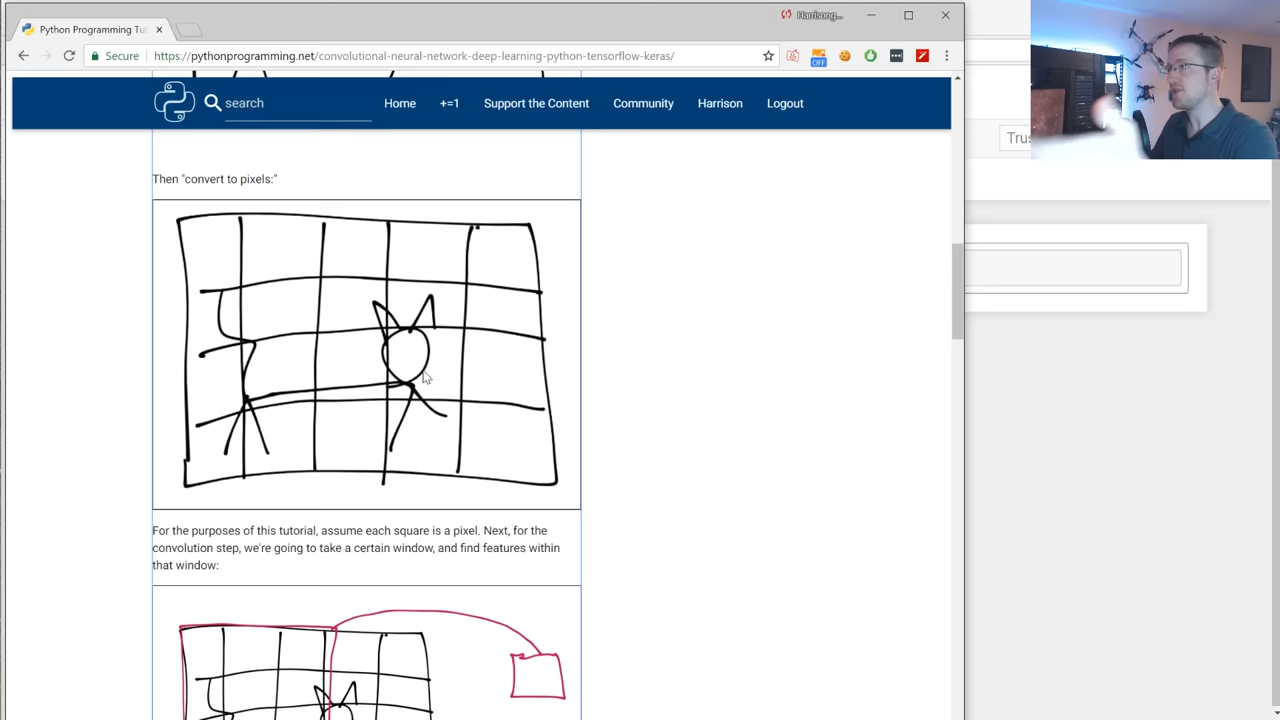 Python Programming Tu
Harrisong...
Secure
https://pythonprogramming.net/convolutional-neural-network-deep-learning-python-tensorflow-keras/
OFF
search
Home
+=1
Support the Content
Community
Harrison
Logout
Trus
Then "convert to pixels:"
For the purposes of this tutorial, assume each square is a pixel. Next, for the
convolution step, we're going to take a certain window, and find features within
that window: